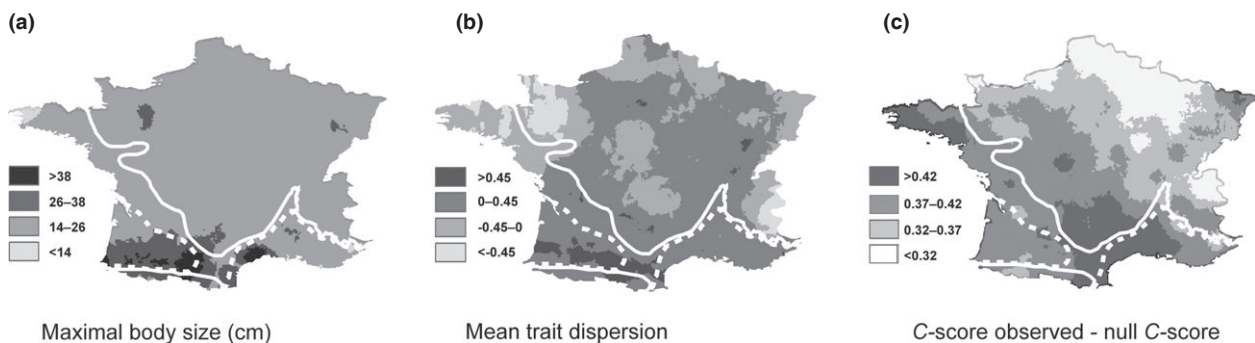 (a)
(b)
(c)
>38
26–38
14–26
<14
>0.45
0–0.45
-0.45–0
<-0.45
>0.42
0.37–0.42
0.32–0.37
<0.32
Maximal body size (cm)
Mean trait dispersion
C-score observed - null C-score